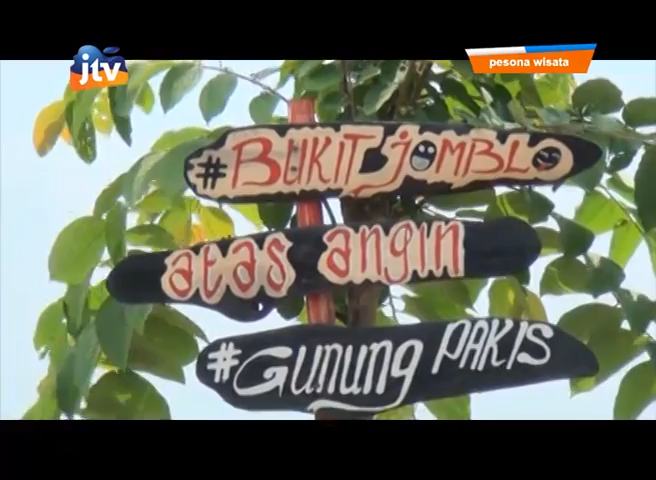 jtv
pesona wisata
#BUKIT JOMBLO
atas angin
#GUNUNG PAKIS